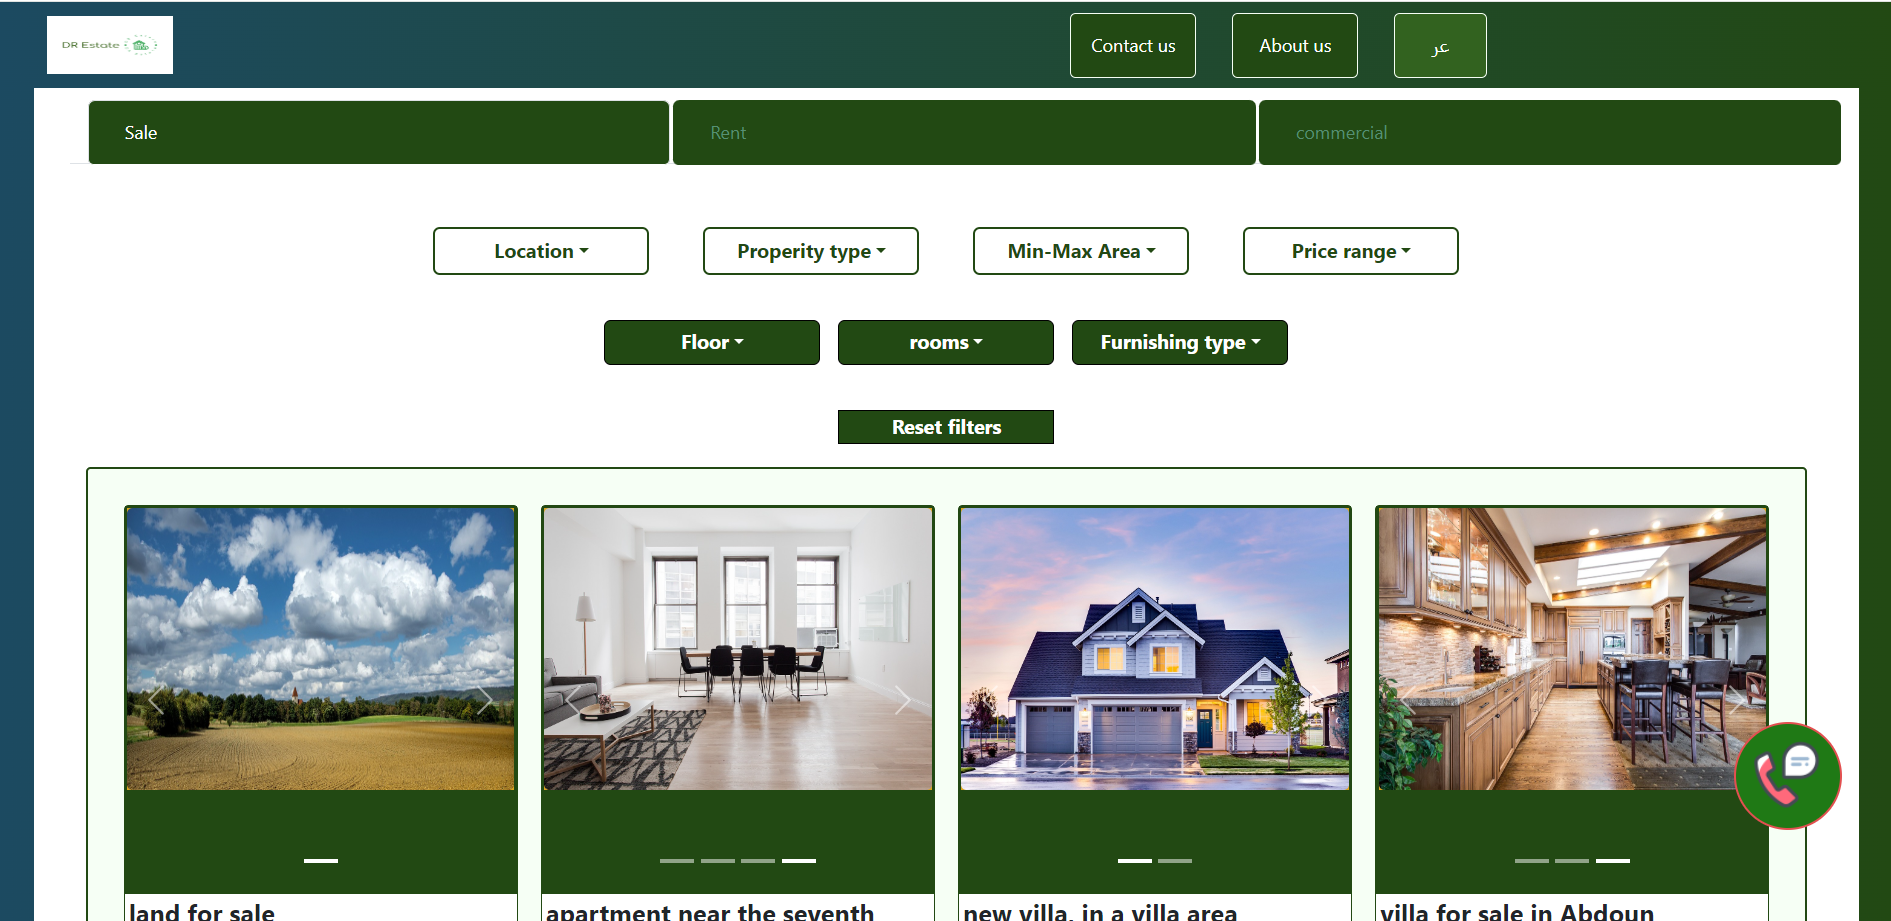 DR Estate
Contact us
About us
عر
Sale
Rent
commercial
Location
Properity type
Min-Max Area
Price range
Floor
rooms
Furnishing type
Reset filters
land for sale
apartment near the seventh
new villa, in a villa area
villa for sale in Abdoun